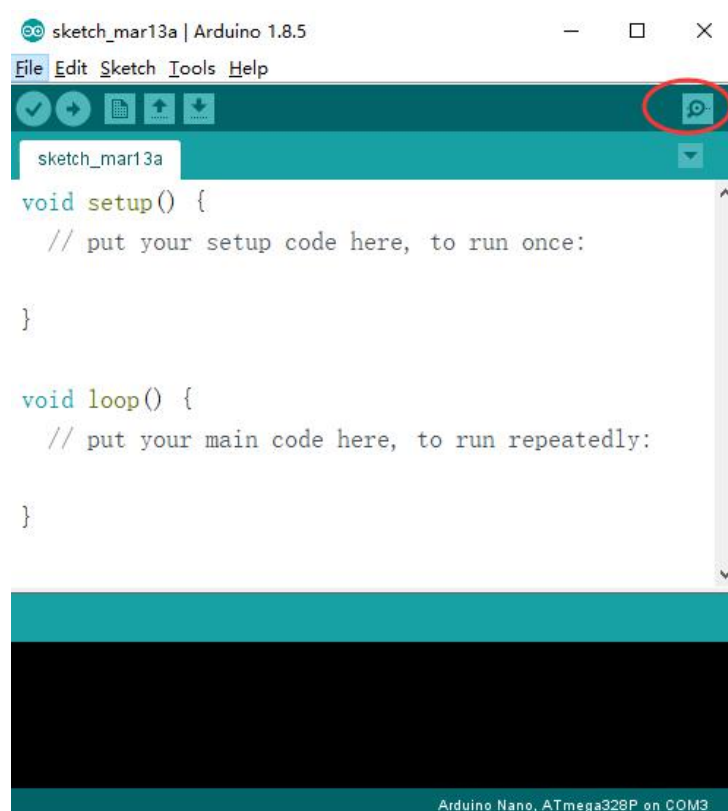 sketch_mar13a | Arduino 1.8.5
File Edit Sketch Tools Help
sketch_mar13a
void setup() {
  // put your setup code here, to run once:
}
void loop() {
  // put your main code here, to run repeatedly:
}
Arduino Nano, ATmega328P on COM3